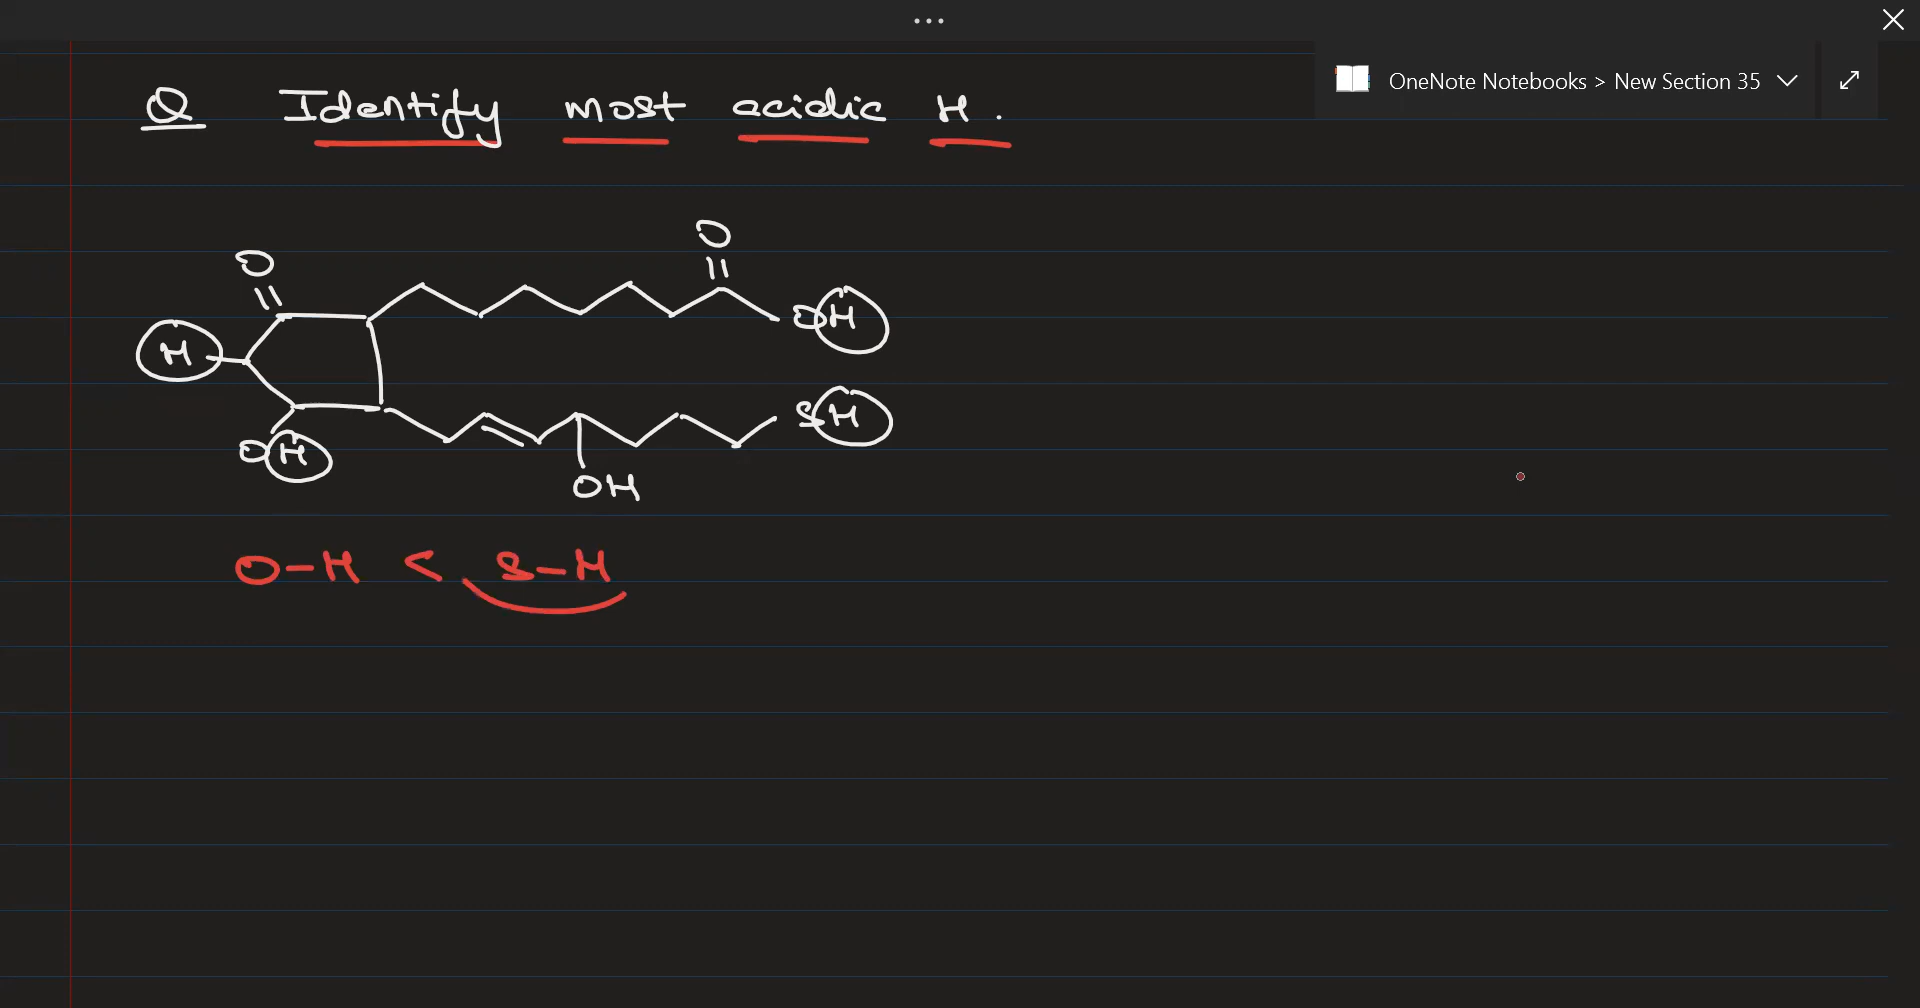 ...
OneNote Notebooks > New Section 35
Q Identify most acidic H.
O
O
OH
H
SH
OH
OH
O-H < S-H